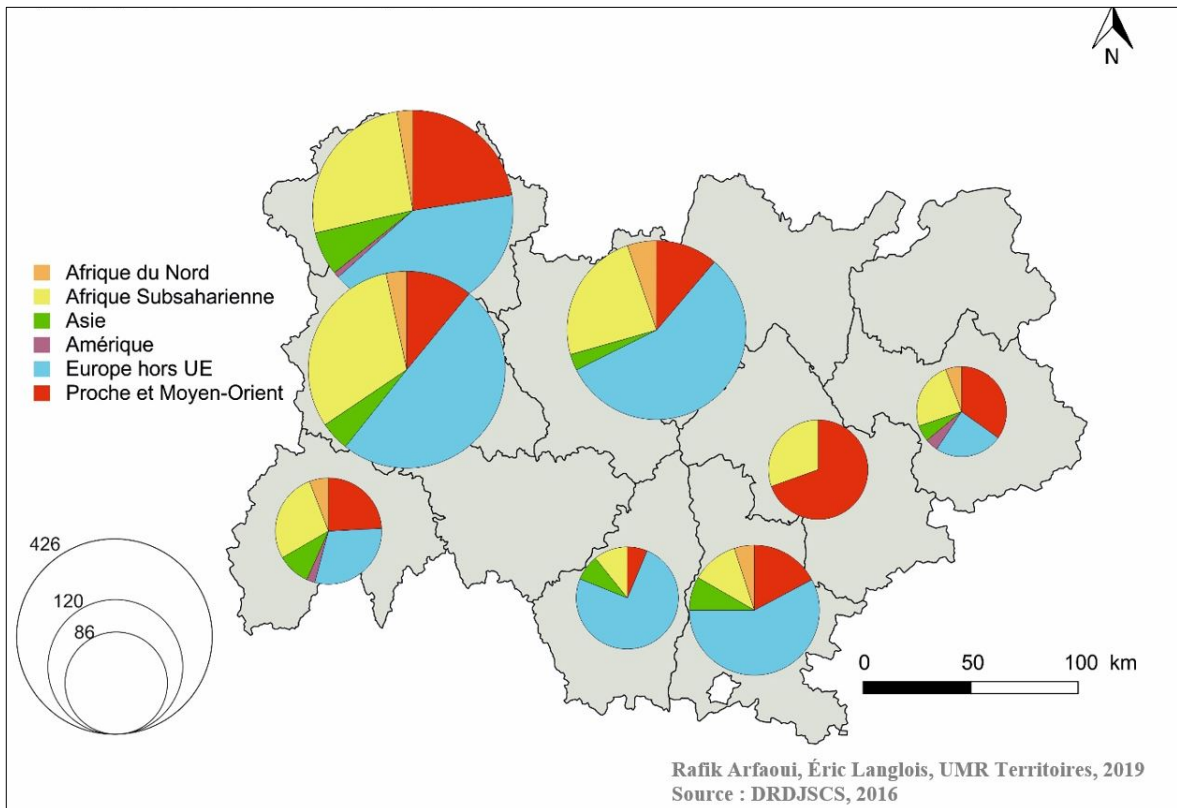 N
Afrique du Nord
Afrique Subsaharienne
Asie
Amérique
Europe hors UE
Proche et Moyen-Orient
426
120
86
0 50 100 km
Rafik Arfaoui, Éric Langlois, UMR Territoires, 2019
Source : DRDJSCS, 2016